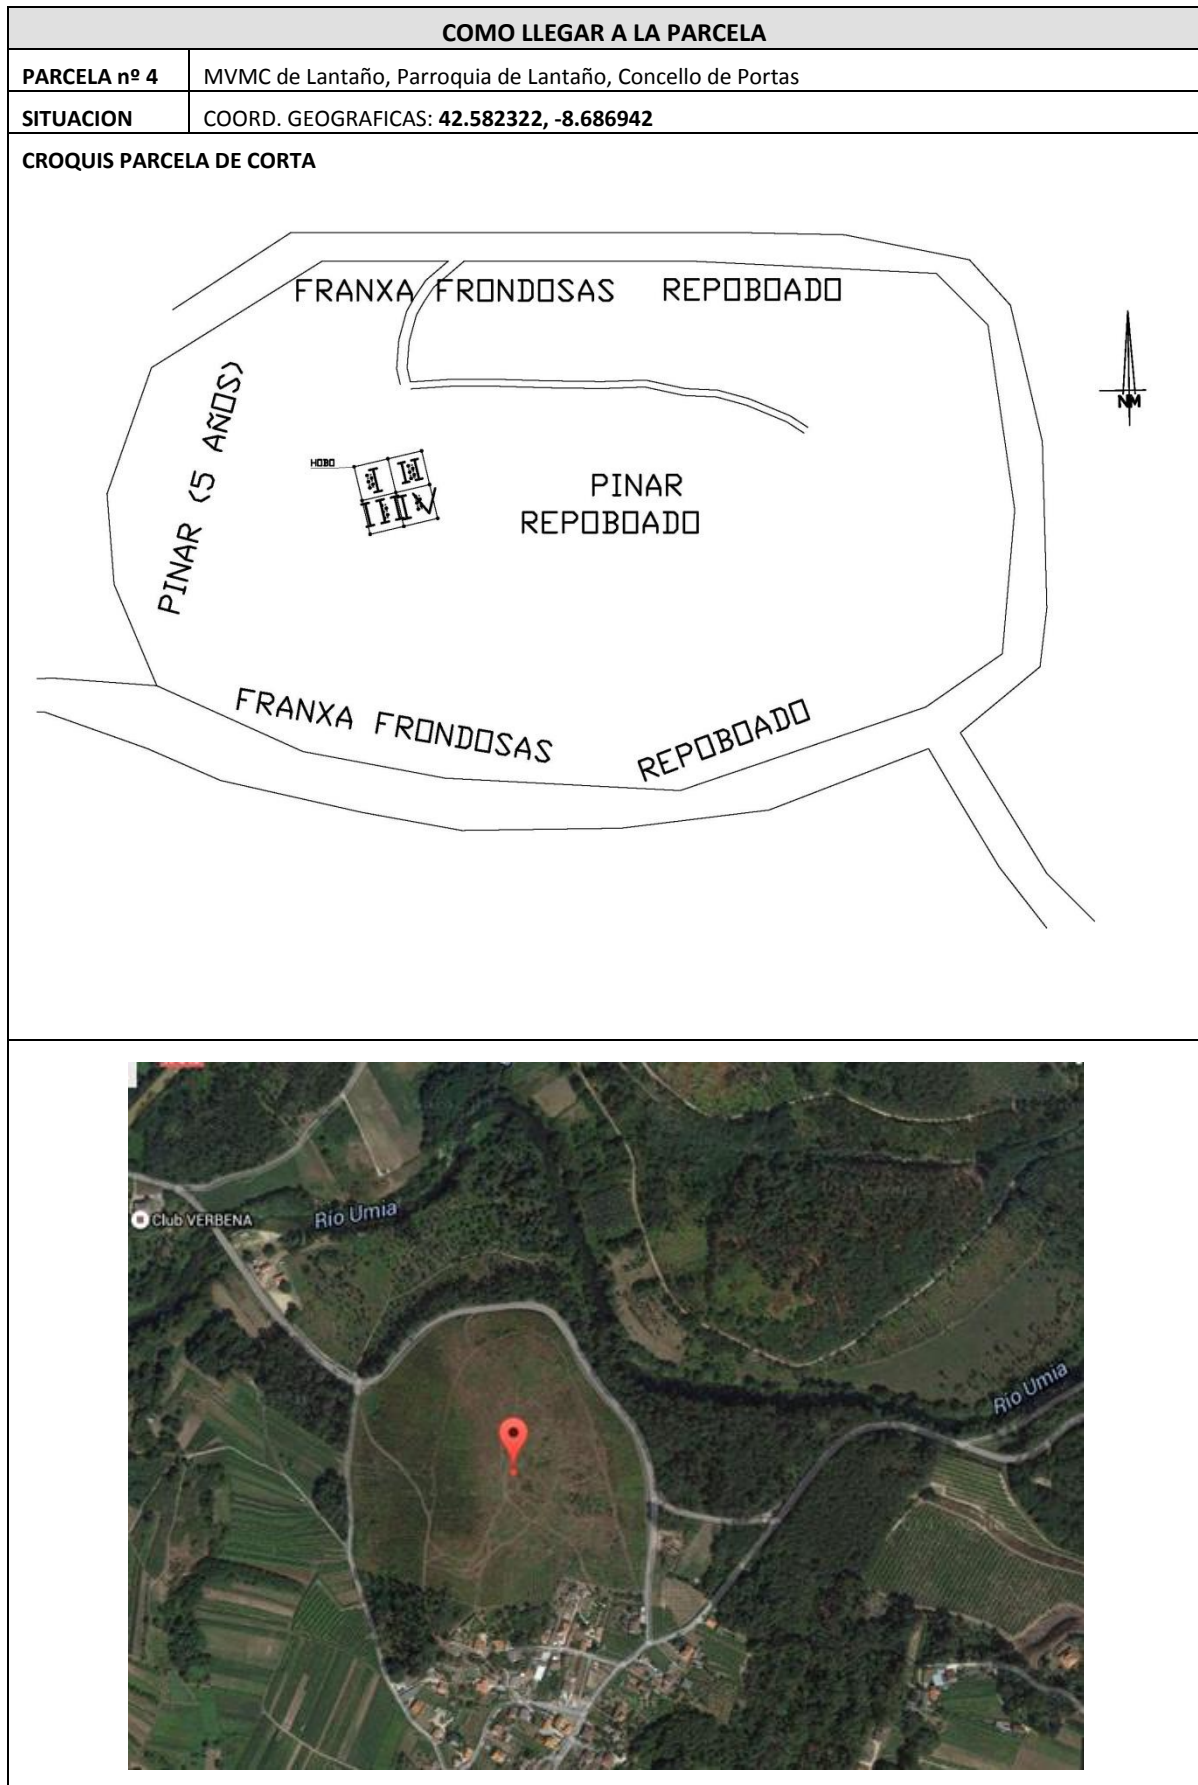 COMO LLEGAR A LA PARCELA
PARCELA nº 4 MVMC de Lantaño, Parroquia de Lantaño, Concello de Portas
SITUACION COORD. GEOGRAFICAS: 42.582322, -8.686942
CROQUIS PARCELA DE CORTA
FRANXA FRONDOSAS REPOBOADO
PINAR (5 AÑOS)
NM
HOBO
I II
III IV
PINAR
REPOBOADO
FRANXA FRONDOSAS REPOBOADO
Club VERBENA
Río Umia
Río Umia